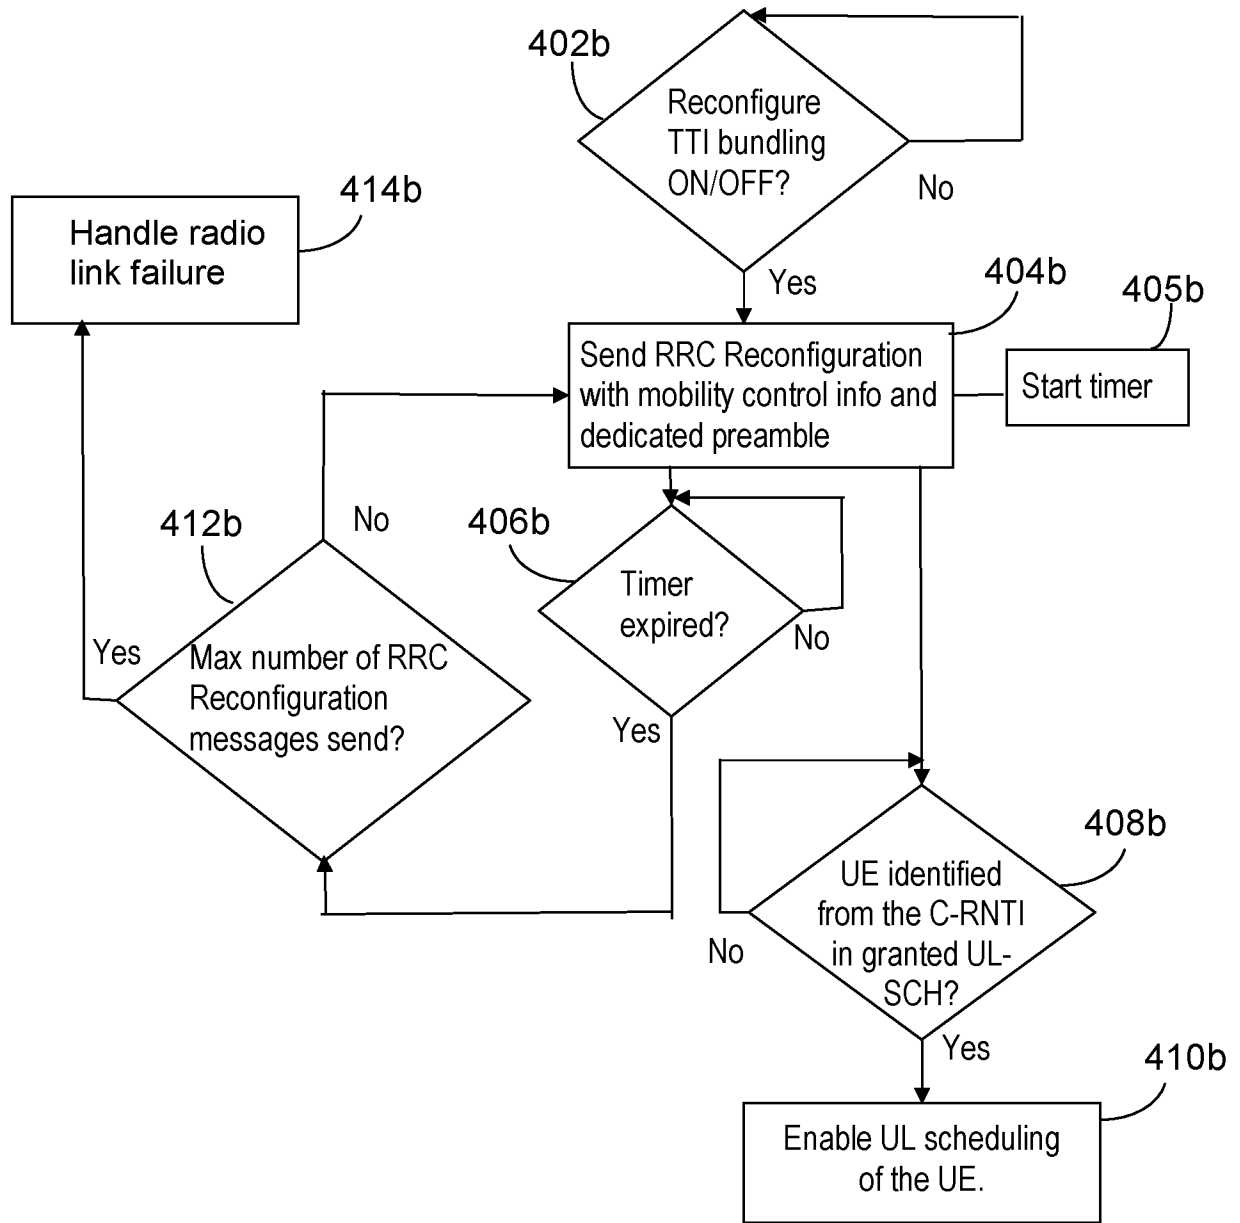 402b
Reconfigure
TTI bundling
ON/OFF?
No
Yes
414b
Handle radio
link failure
404b
405b
Send RRC Reconfiguration
with mobility control info and
dedicated preamble
Start timer
412b
No
406b
Timer
expired?
No
Yes
Yes
Max number of RRC
Reconfiguration
messages send?
408b
UE identified
from the C-RNTI
in granted UL-
SCH?
No
Yes
410b
Enable UL scheduling
of the UE.